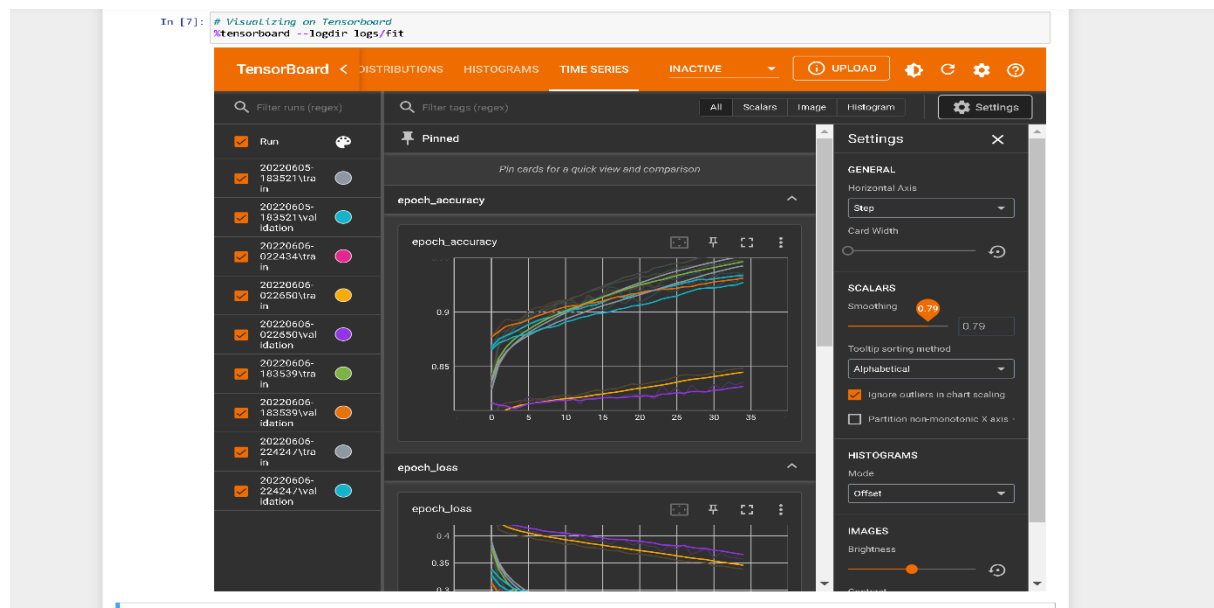 In [7]: # Visualizing on Tensorboard
%tensorboard --logdir logs/fit
TensorBoard DISTRIBUTIONS HISTOGRAMS TIME SERIES INACTIVE UPLOAD
Filter runs (regex)
Filter tags (regex)
All Scalars Image Histogram
Settings
Run
20220605-
183521\tra
in
20220605-
183521\val
idation
20220606-
022434\tra
in
20220606-
022650\tra
in
20220606-
022650\val
idation
20220606-
183539\tra
in
20220606-
183539\val
idation
20220606-
224247\tra
in
20220606-
224247\val
idation
Pinned
Pin cards for a quick view and comparison
epoch_accuracy
epoch_accuracy
0.9
0.85
0 5 10 15 20 25 30 35
epoch_loss
epoch_loss
0.4
0.35
0.3
Settings
GENERAL
Horizontal Axis
Step
Card Width
SCALARS
Smoothing
0.79
0.79
Tooltip sorting method
Alphabetical
Ignore outliers in chart scaling
Partition non-monotonic X axis
HISTOGRAMS
Mode
Offset
IMAGES
Brightness